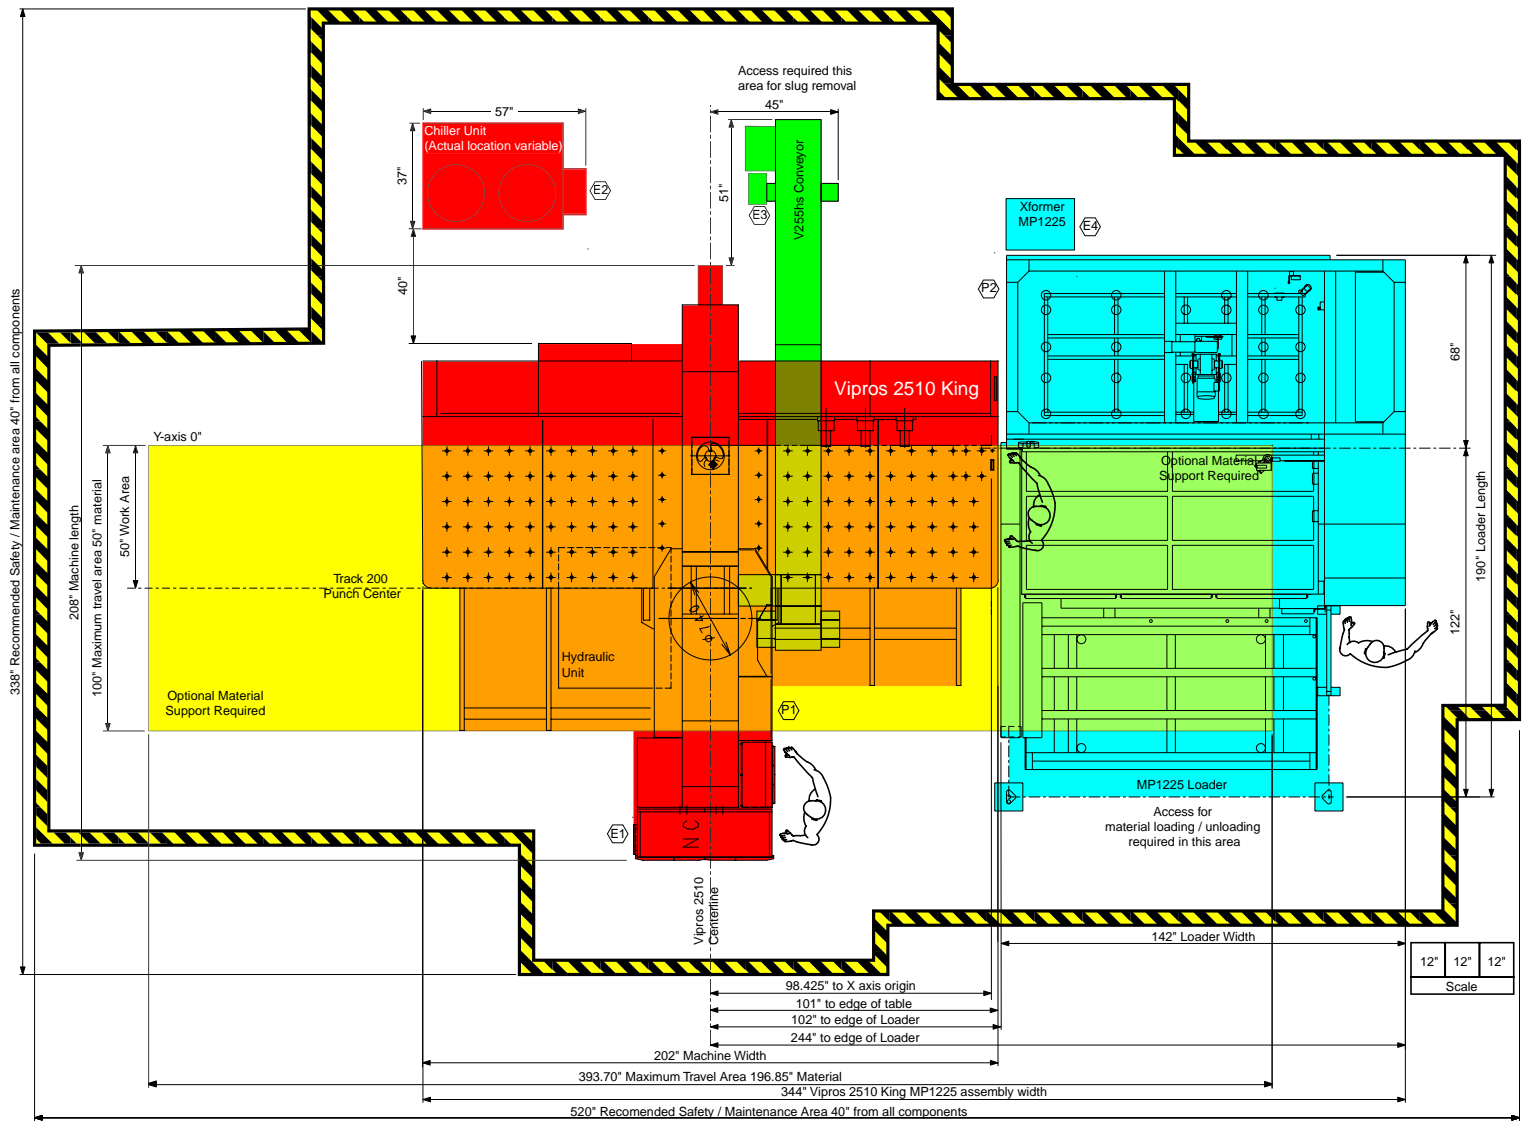 Access required this
area for slug removal
57"
45"
Chiller Unit
(Actual location variable)
37"
E2
51"
V255hs Conveyor
E3
Xformer
MP1225
E4
40"
P2
68"
338" Recommended Safety / Maintenance area 40" from all components
Vipros 2510 King
Y-axis 0"
Optional Material
Support Required
208" Machine length
100" Maximum travel area 50" material
50" Work Area
190" Loader Length
122"
Track 200
Punch Center
Hydraulic
Unit
Optional Material
Support Required
P1
MP1225 Loader
Access for
material loading / unloading
required in this area
E1
N C
Vipros 2510
Centerline
142" Loader Width
12" 12" 12"
Scale
98.425" to X axis origin
101" to edge of table
102" to edge of Loader
244" to edge of Loader
202" Machine Width
393.70" Maximum Travel Area 196.85" Material
344" Vipros 2510 King MP1225 assembly width
520" Recomended Safety / Maintenance Area 40" from all components